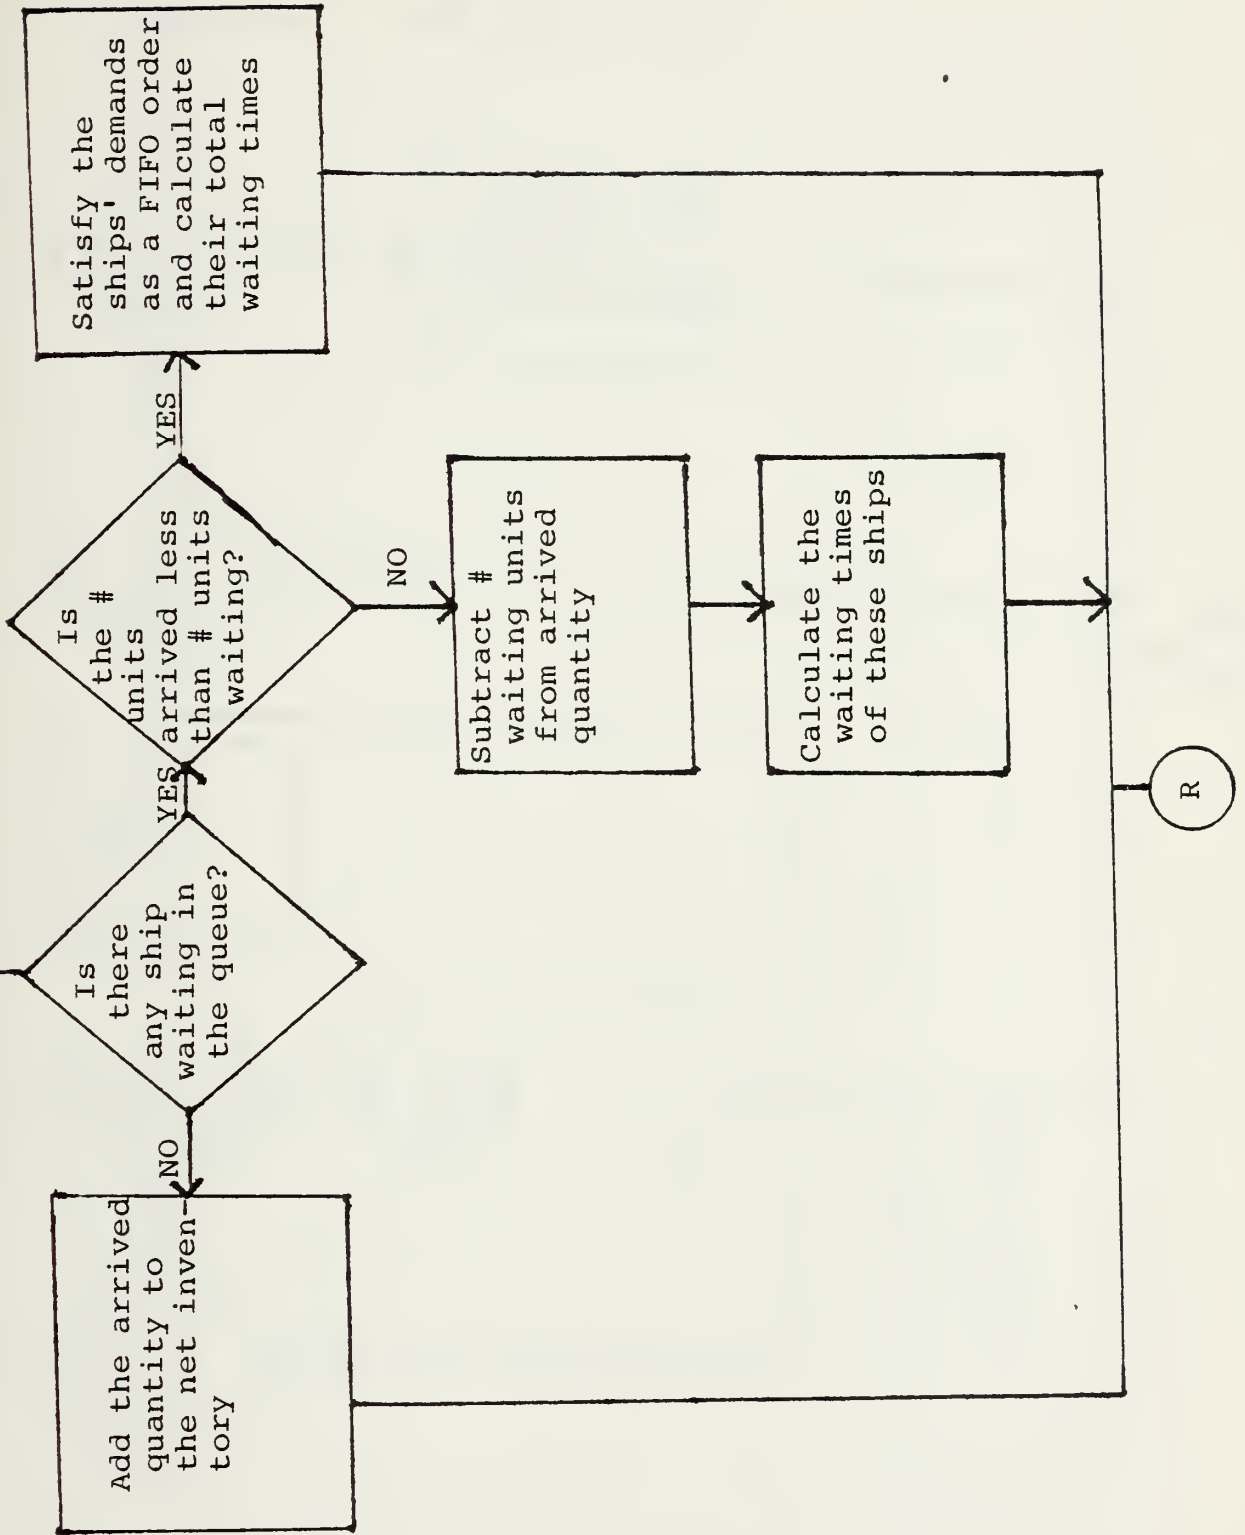 Is
there
any ship
waiting in
the queue?
NO
Add the arrived
quantity to
the net inven-
tory
YES
Is
the #
units
arrived less
than # units
waiting?
YES
Satisfy the
ships' demands
as a FIFO order
and calculate
their total
waiting times
NO
Subtract #
waiting units
from arrived
quantity
Calculate the
waiting times
of these ships
R